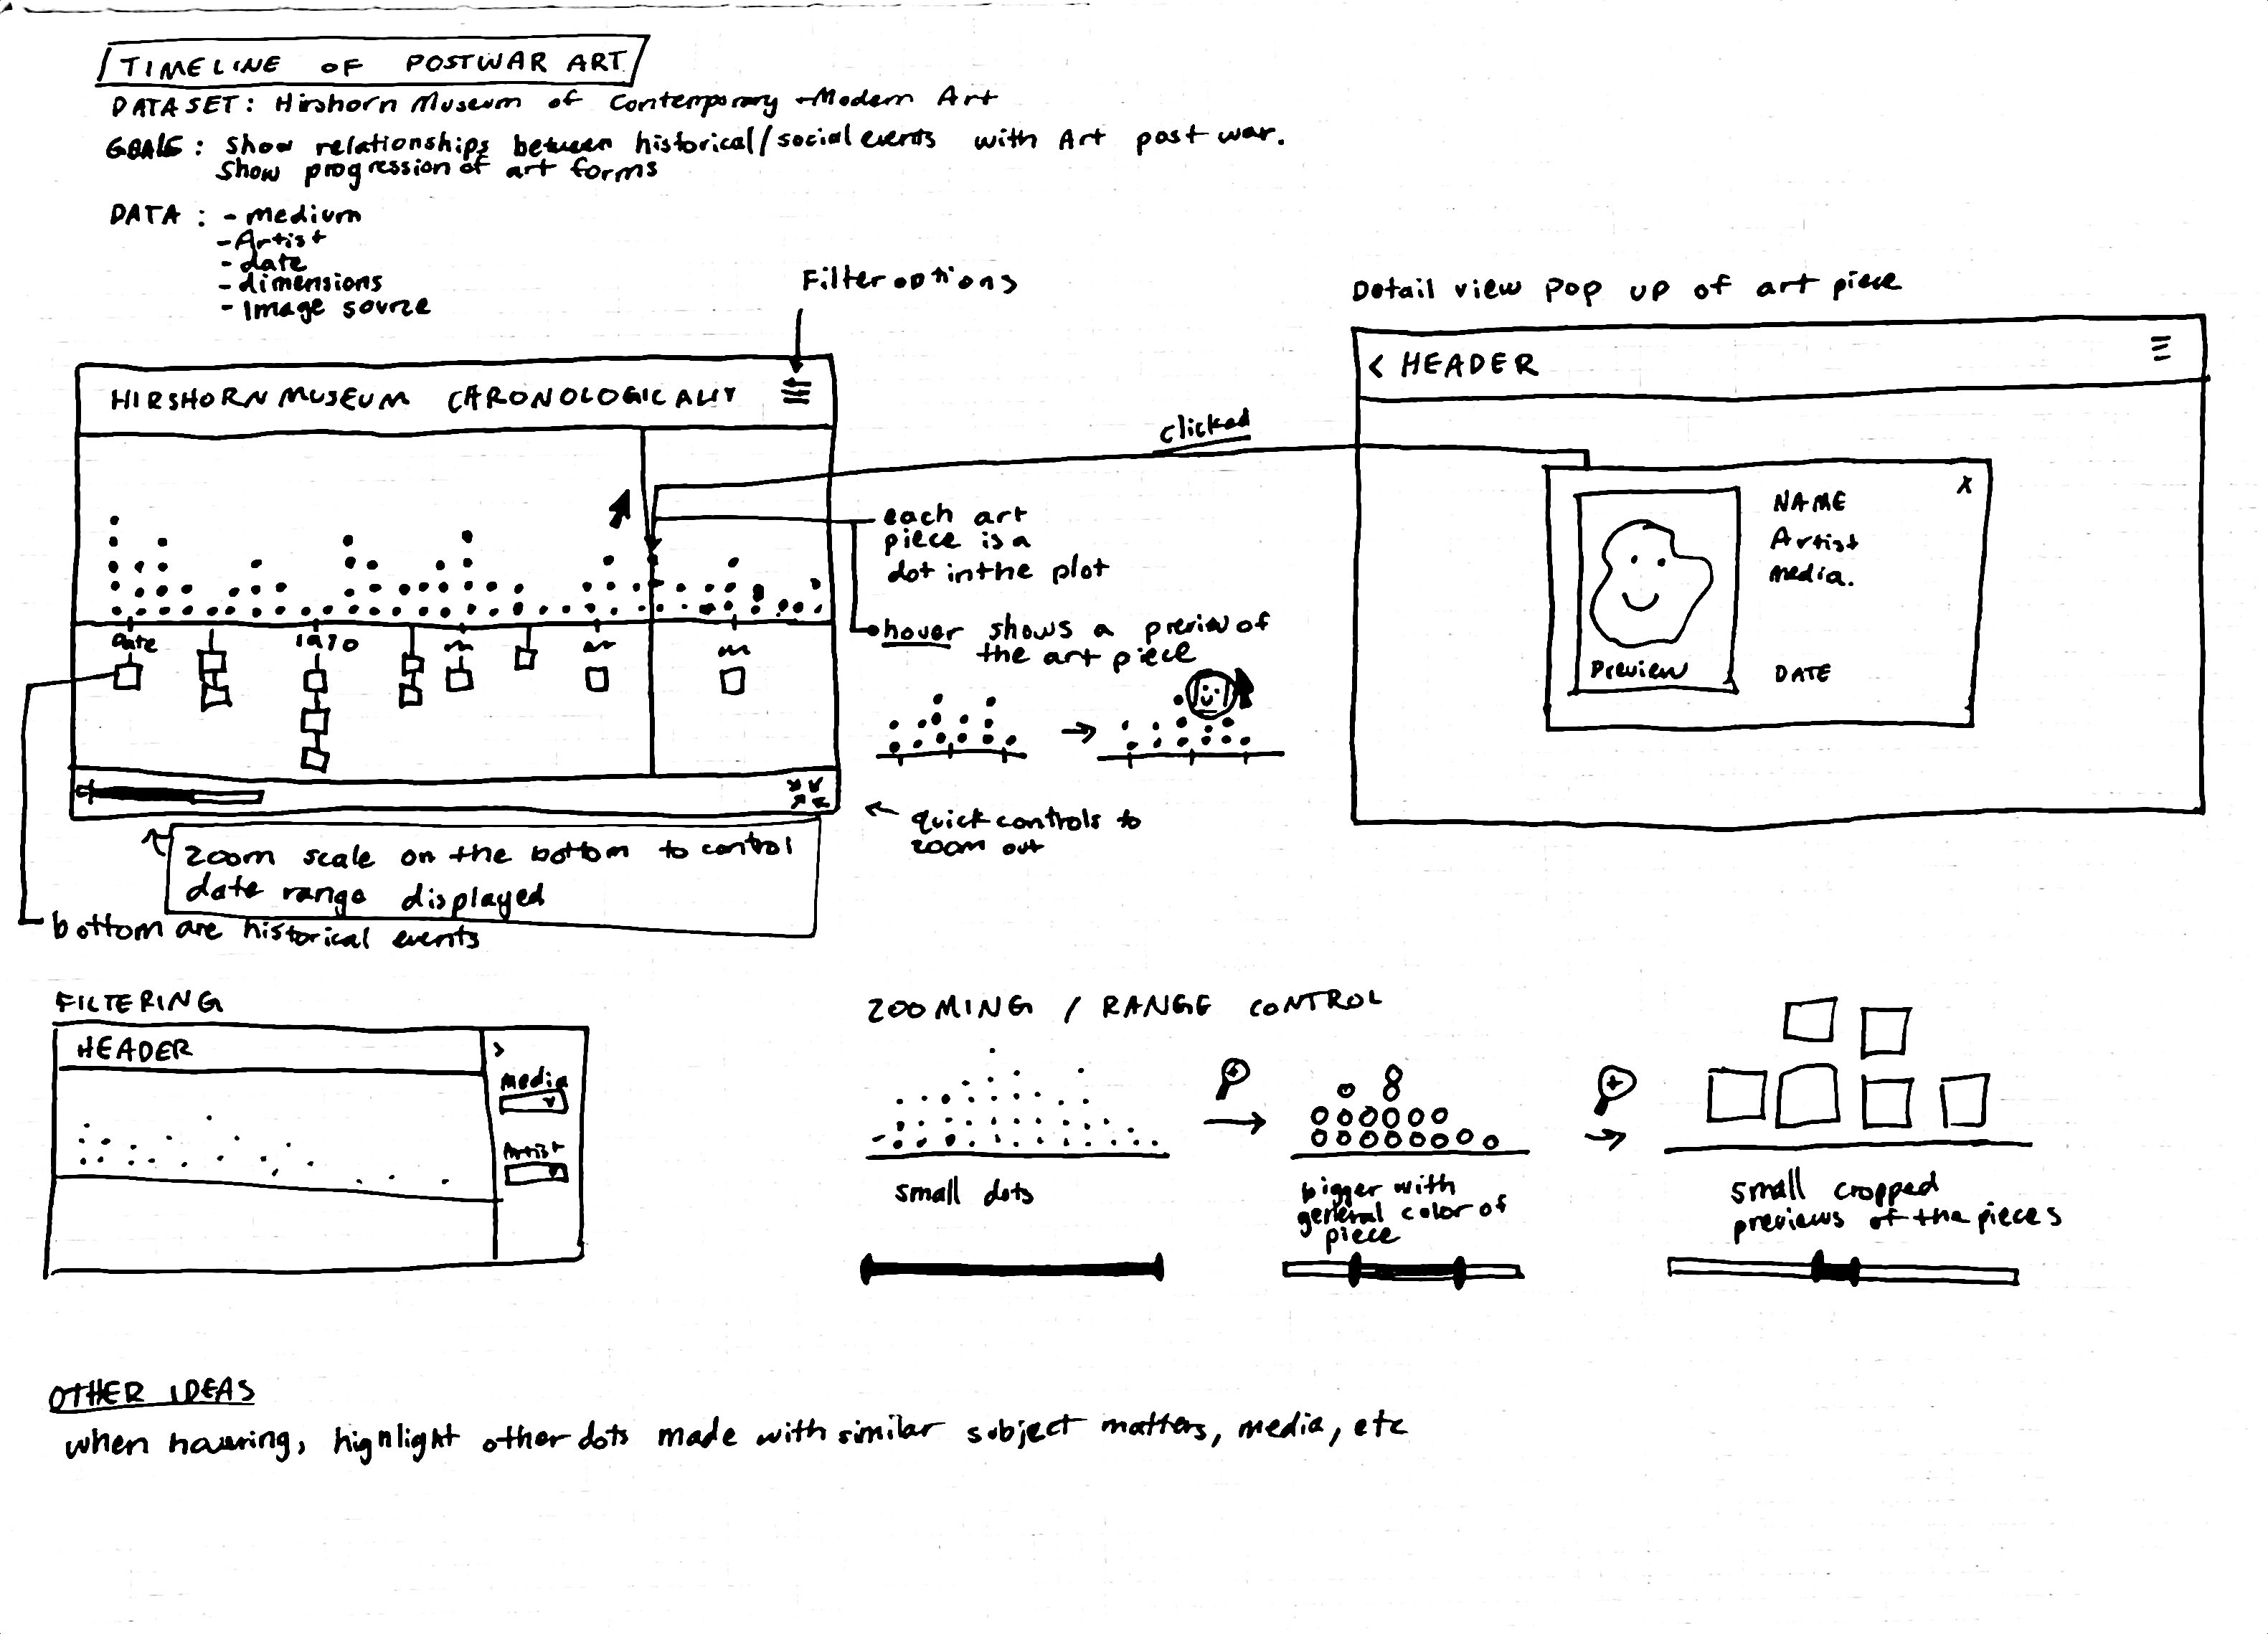 TIMELINE OF POSTWAR ART
DATASET: Hirshorn Museum of Contemporary + Modern Art
GOALS: Show relationships between historical/social events with Art post war.
Show progression of art forms
DATA: - medium
- Artist
- date
- dimensions
- Image source
Filter options
HIRSHORN MUSEUM CHRONOLOGICALLY
date
1970
each art
piece is a
dot in the plot
hover shows a preview of
the art piece
quick controls to
zoom out
zoom scale on the bottom to control
date range displayed
bottom are historical events
clicked
Detail view pop up of art piece
< HEADER
X
NAME
Artist
media.
Preview
DATE
FILTERING
HEADER
>
Media
Artist
ZOOMING / RANGE CONTROL
small dots
bigger with
general color of
piece
small cropped
previews of the pieces
OTHER IDEAS
when hovering, highlight other dots made with similar subject matters, media, etc